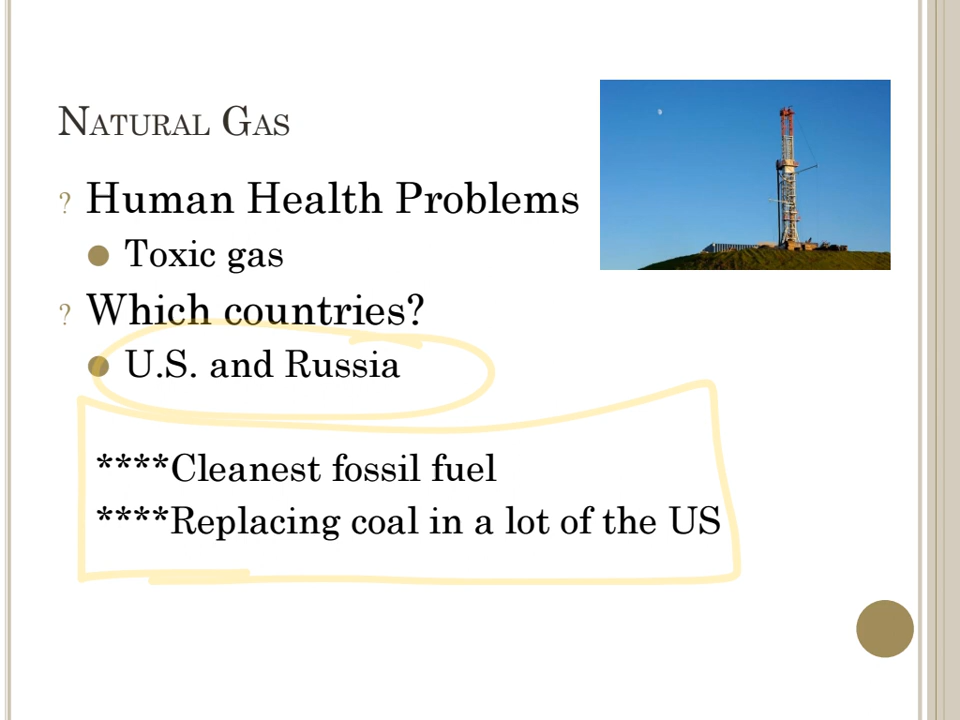 Natural Gas
? Human Health Problems
Toxic gas
? Which countries?
U.S. and Russia
****Cleanest fossil fuel
****Replacing coal in a lot of the US